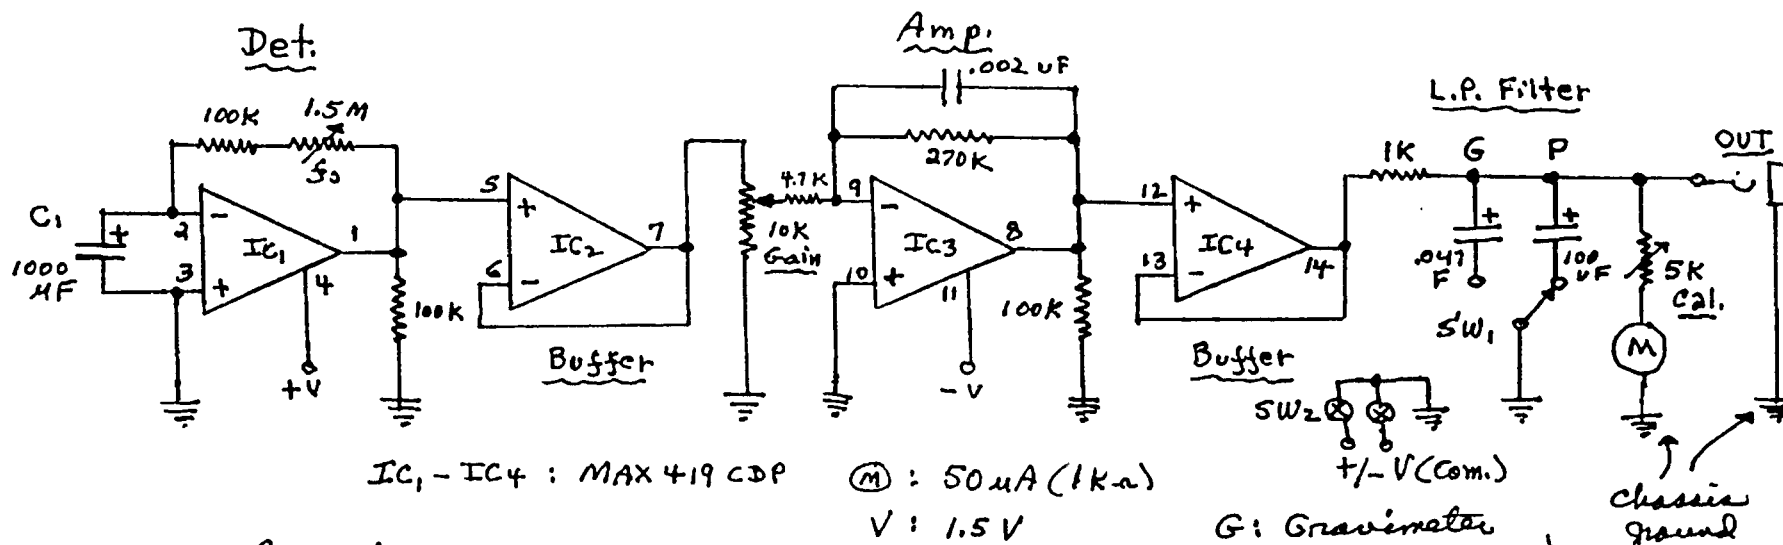 Det.
100K
1.5M
fo
C1
1000
µF
2
3
-
+
+
IC1
1
4
+V
100K
5
6
+
-
IC2
7
Buffer
10K
Gain
Amp.
.002 uF
270K
4.7K
9
10
-
+
IC3
8
11
-V
100K
12
13
+
-
IC4
14
Buffer
L.P. Filter
1K
G
P
+
+
.047
F
100
uF
SW1
5K
Cal.
M
OUT
SW2
+/- V (Com.)
chassis
ground
IC1 - IC4 : MAX 419 CDP
M : 50 uA (1KΩ)
V : 1.5 V
G: Gravimeter